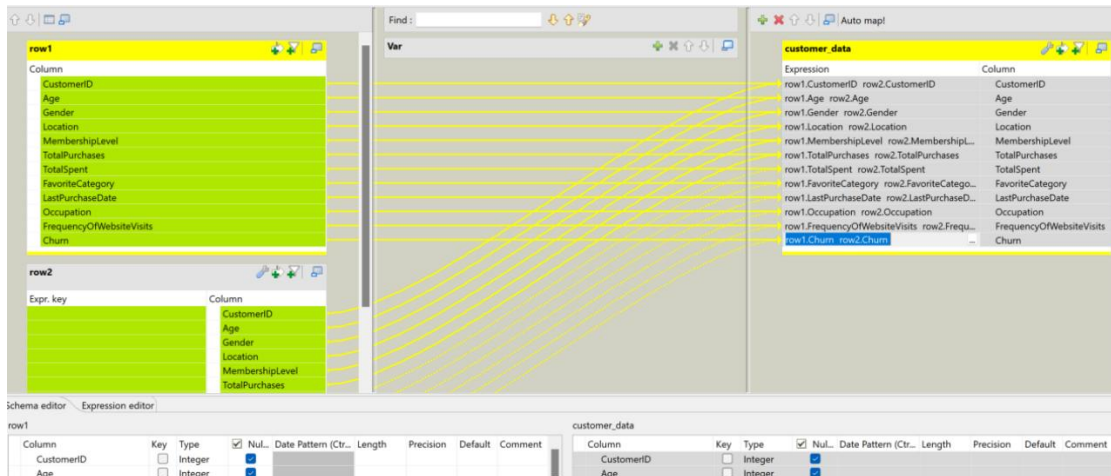 Find :
Auto map!
row1
Column
CustomerID
Age
Gender
Location
MembershipLevel
TotalPurchases
TotalSpent
FavoriteCategory
LastPurchaseDate
Occupation
FrequencyOfWebsiteVisits
Churn
row2
Expr. key Column
CustomerID
Age
Gender
Location
MembershipLevel
TotalPurchases
Var
customer_data
Expression Column
row1.CustomerID row2.CustomerID CustomerID
row1.Age row2.Age Age
row1.Gender row2.Gender Gender
row1.Location row2.Location Location
row1.MembershipLevel row2.MembershipL... MembershipLevel
row1.TotalPurchases row2.TotalPurchases TotalPurchases
row1.TotalSpent row2.TotalSpent TotalSpent
row1.FavoriteCategory row2.FavoriteCatego... FavoriteCategory
row1.LastPurchaseDate row2.LastPurchaseD... LastPurchaseDate
row1.Occupation row2.Occupation Occupation
row1.FrequencyOfWebsiteVisits row2.Frequ... FrequencyOfWebsiteVisits
row1.Churn row2.Churn ... Churn
Schema editor Expression editor
row1
Column Key Type Nul... Date Pattern (Ctr... Length Precision Default Comment
CustomerID Integer
Age Integer
customer_data
Column Key Type Nul... Date Pattern (Ctr... Length Precision Default Comment
CustomerID Integer
Age Integer